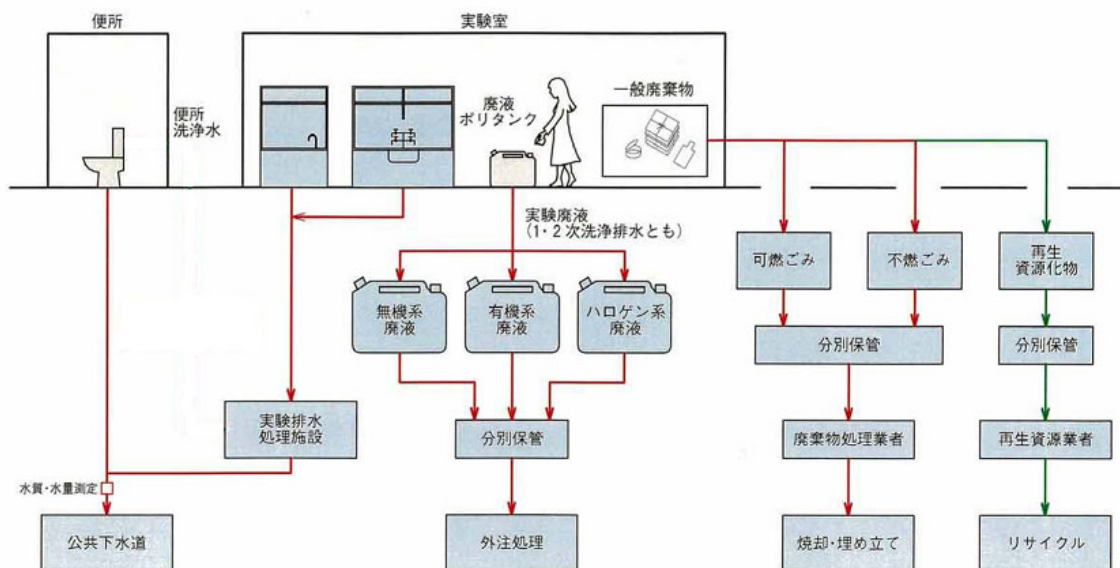 便所
実験室
便所
洗浄水
廃液
ポリタンク
一般廃棄物
実験廃液
(1・2次洗浄排水とも)
可燃ごみ
不燃ごみ
再生
資源化物
無機系
廃液
有機系
廃液
ハロゲン系
廃液
分別保管
分別保管
実験排水
処理施設
分別保管
廃棄物処理業者
再生資源業者
水質・水量測定
公共下水道
外注処理
焼却・埋め立て
リサイクル